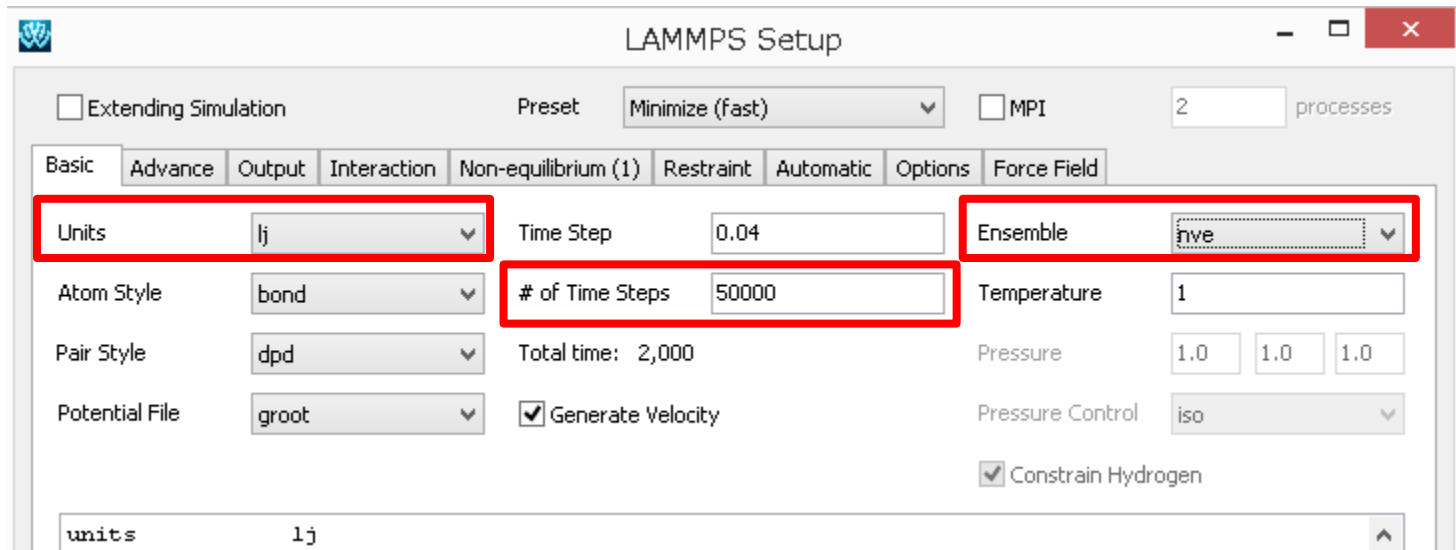 LAMMPS Setup
Extending Simulation Preset Minimize (fast) MPI 2 processes
Basic Advance Output Interaction Non-equilibrium (1) Restraint Automatic Options Force Field
Units lj Time Step 0.04 Ensemble nve
Atom Style bond # of Time Steps 50000 Temperature 1
Pair Style dpd Total time: 2,000 Pressure 1.0 1.0 1.0
Potential File groot Generate Velocity Pressure Control iso
Constrain Hydrogen
units lj